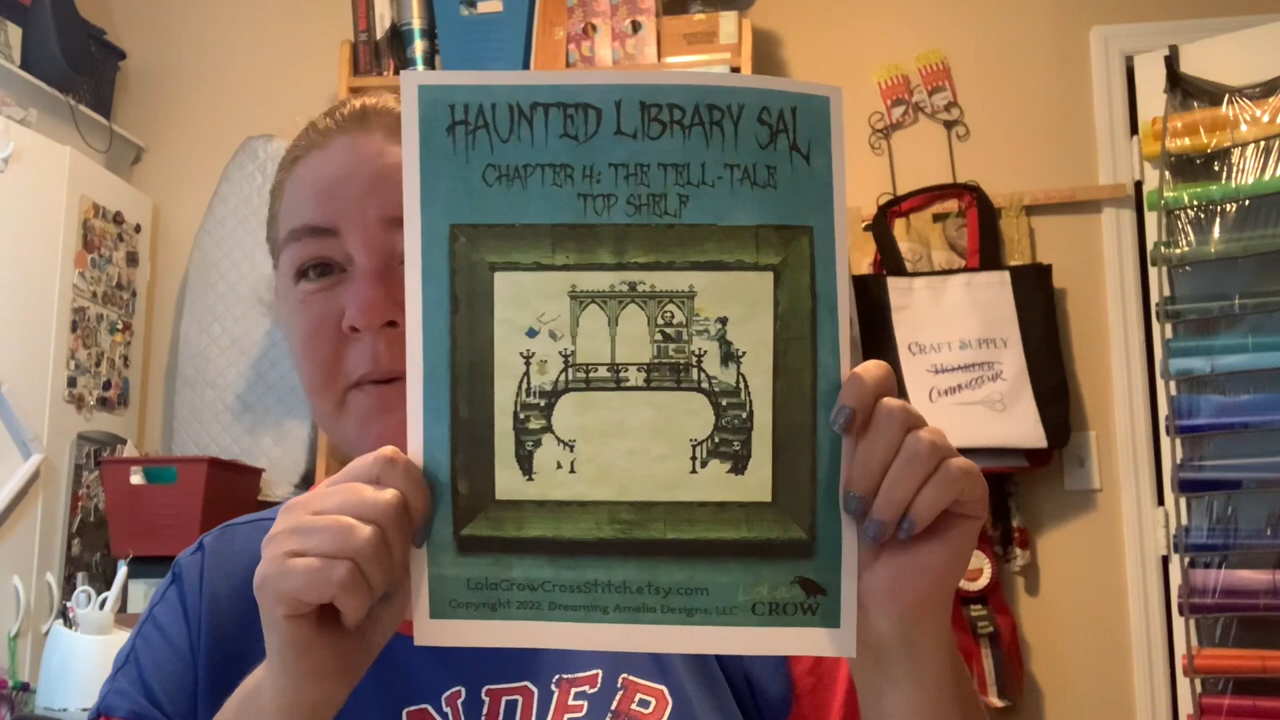 HAUNTED LIBRARY SAL
CHAPTER 4: THE TELL-TALE
TOP SHELF
LolaCrowCrossStitch.etsy.com
Copyright 2022, Dreaming Amelia Designs, LLC
Lola
CROW
CRAFT SUPPLY
HOARDER
Connoisseur
NDER